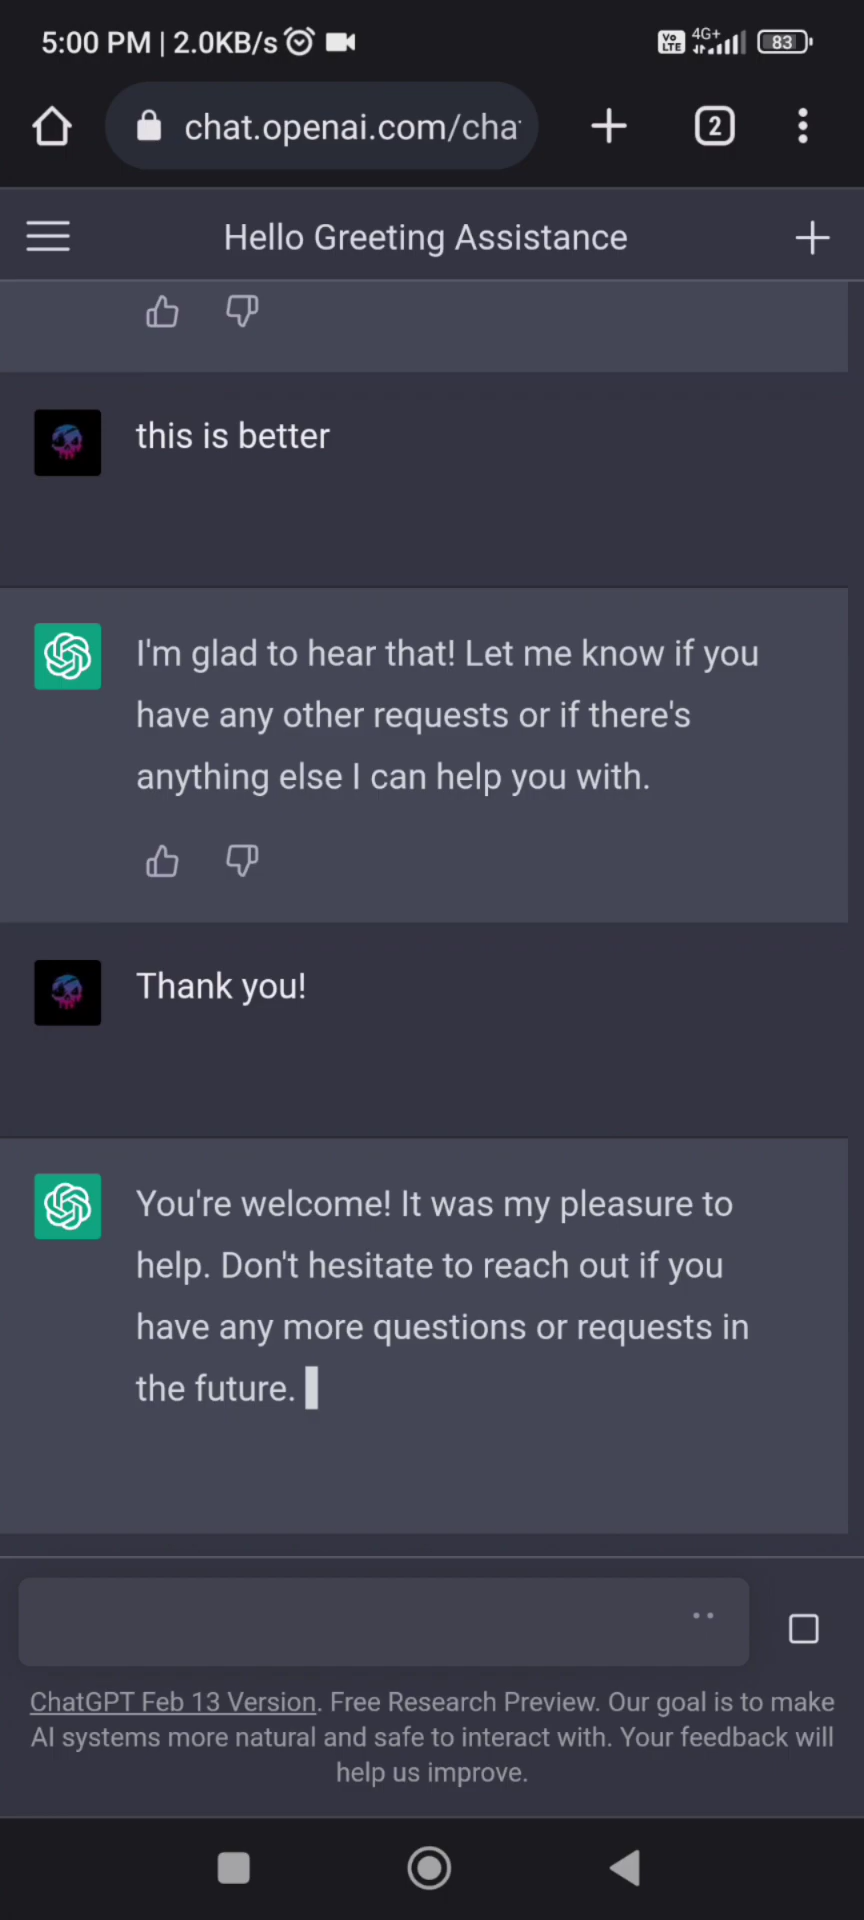 5:00 PM | 2.0KB/s
Vo LTE 4G+ 83
chat.openai.com/cha
2
Hello Greeting Assistance
this is better
I'm glad to hear that! Let me know if you
have any other requests or if there's
anything else I can help you with.
Thank you!
You're welcome! It was my pleasure to
help. Don't hesitate to reach out if you
have any more questions or requests in
the future.
ChatGPT Feb 13 Version. Free Research Preview. Our goal is to make
AI systems more natural and safe to interact with. Your feedback will
help us improve.